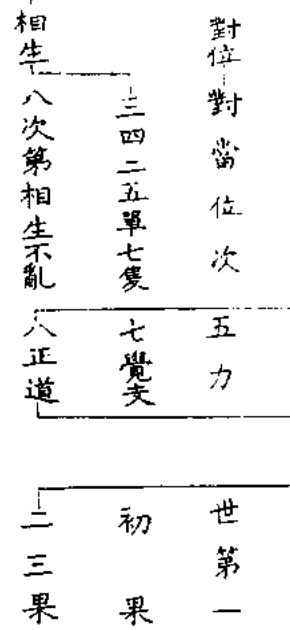 對位 對當位次 五力 世第一
三四二五單七隻 七覺支 初果
相生 八次第相生不亂 八正道 二三果